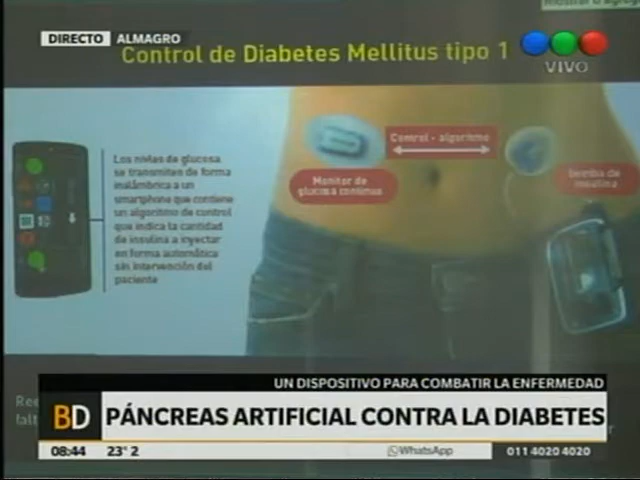 DIRECTO ALMAGRO
Control de Diabetes Mellitus tipo 1
VIVO
Los nivles de glucosa
se transmiten de forma
inalámbrica a un
smartphone que contiene
un algoritmo de control
que indica la cantidad
de insulina a inyectar
en forma automática
sin intervención del
paciente
Control - algoritmo
Monitor de
glucosa continuo
bomba de
insulina
UN DISPOSITIVO PARA COMBATIR LA ENFERMEDAD
BD PÁNCREAS ARTIFICIAL CONTRA LA DIABETES
08:44 23° 2 WhatsApp 011 4020 4020